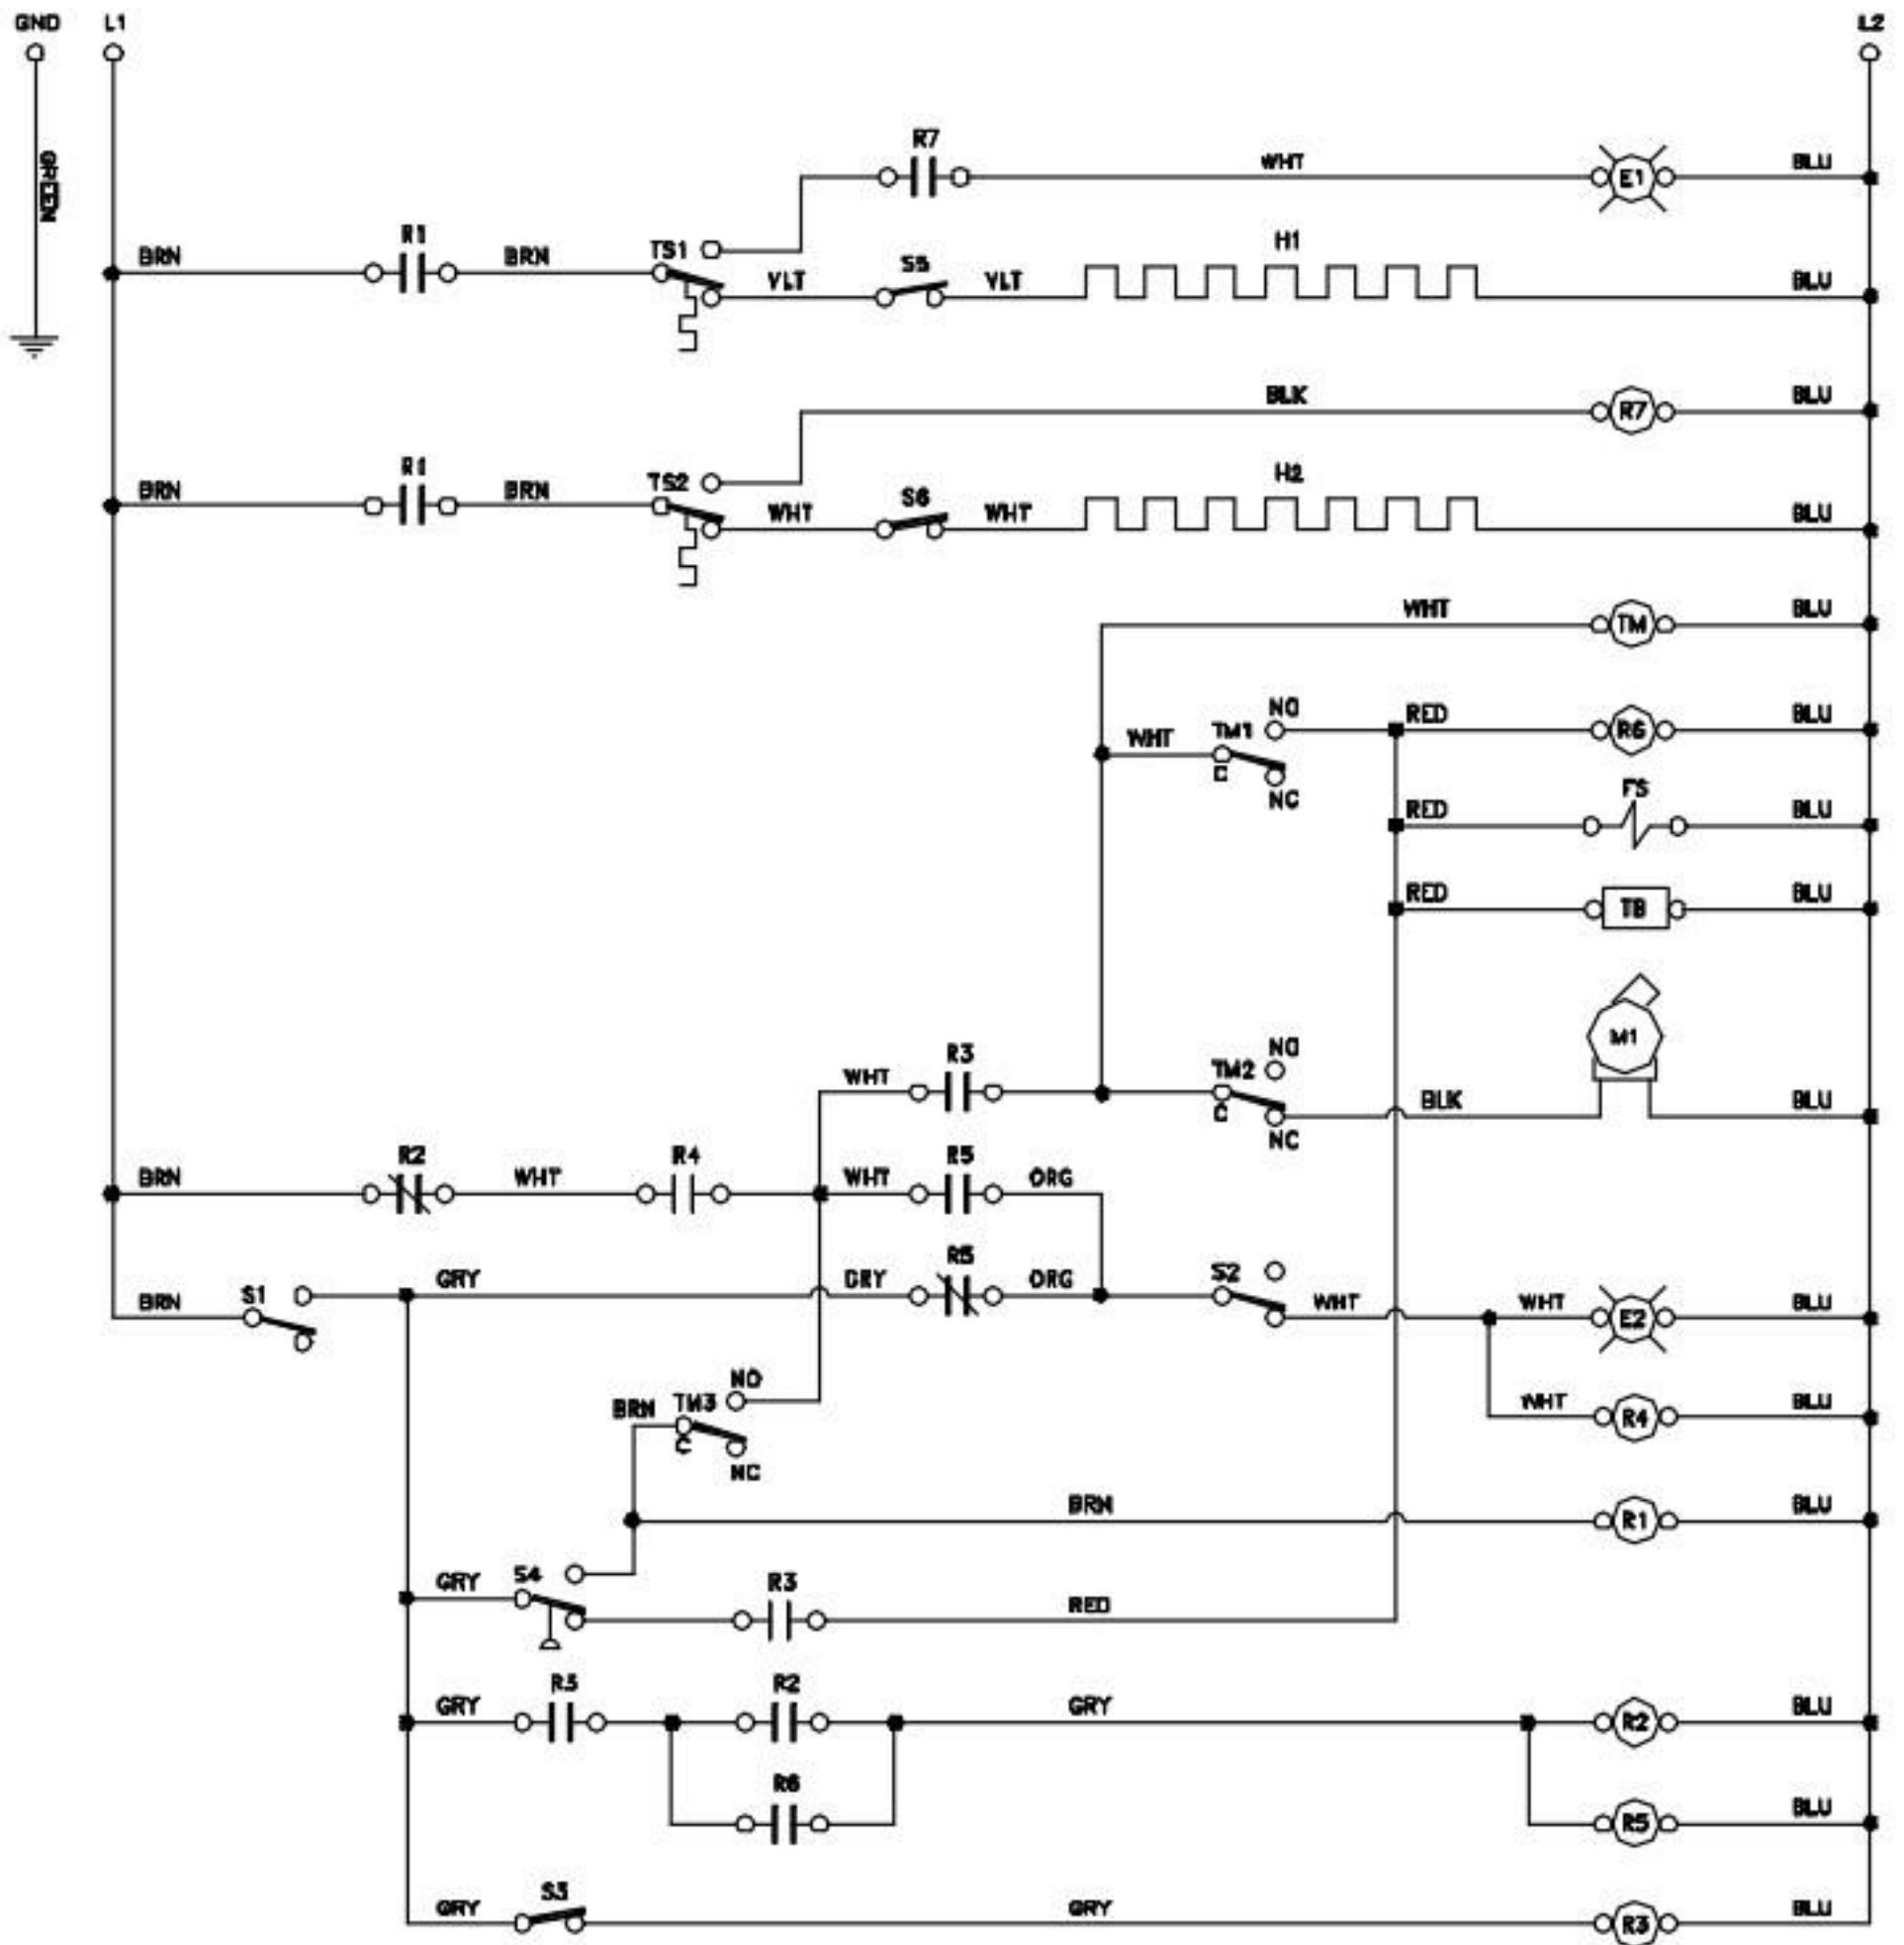 GND L1 L2
GREEN
R7 WHT E1 BLU
BRN R1 BRN TS1 VLT S5 VLT H1 BLU
BLK R7 BLU
BRN R1 BRN TS2 WHT S6 WHT H2 BLU
WHT TM BLU
WHT TM1 NO RED R6 BLU
C NC
RED FS BLU
RED TB BLU
M1
WHT R3 TM2 NO
C NC BLK BLU
BRN R2 WHT R4 WHT R5 ORG
GRY GRY R5 ORG S2
BRN S1 WHT WHT E2 BLU
BRN TM3 NO WHT R4 BLU
C NC
BRN R1 BLU
GRY S4 R3 RED
GRY R3 R2 GRY R2 BLU
R6 R5 BLU
GRY S3 GRY R3 BLU